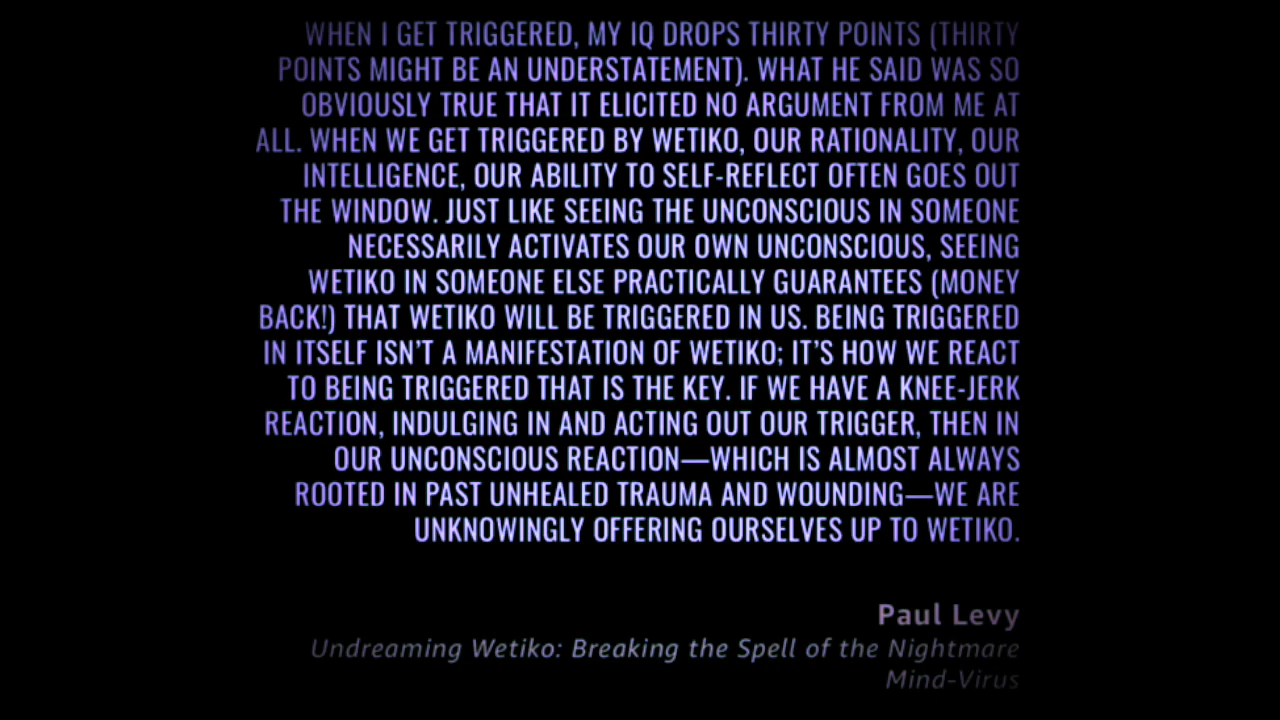 WHEN I GET TRIGGERED, MY IQ DROPS THIRTY POINTS (THIRTY
POINTS MIGHT BE AN UNDERSTATEMENT). WHAT HE SAID WAS SO
OBVIOUSLY TRUE THAT IT ELICITED NO ARGUMENT FROM ME AT
ALL. WHEN WE GET TRIGGERED BY WETIKO, OUR RATIONALITY, OUR
INTELLIGENCE, OUR ABILITY TO SELF-REFLECT OFTEN GOES OUT
THE WINDOW. JUST LIKE SEEING THE UNCONSCIOUS IN SOMEONE
NECESSARILY ACTIVATES OUR OWN UNCONSCIOUS, SEEING
WETIKO IN SOMEONE ELSE PRACTICALLY GUARANTEES (MONEY
BACK!) THAT WETIKO WILL BE TRIGGERED IN US. BEING TRIGGERED
IN ITSELF ISN’T A MANIFESTATION OF WETIKO; IT’S HOW WE REACT
TO BEING TRIGGERED THAT IS THE KEY. IF WE HAVE A KNEE-JERK
REACTION, INDULGING IN AND ACTING OUT OUR TRIGGER, THEN IN
OUR UNCONSCIOUS REACTION—WHICH IS ALMOST ALWAYS
ROOTED IN PAST UNHEALED TRAUMA AND WOUNDING—WE ARE
UNKNOWINGLY OFFERING OURSELVES UP TO WETIKO.
Paul Levy
Undreaming Wetiko: Breaking the Spell of the Nightmare
Mind-Virus